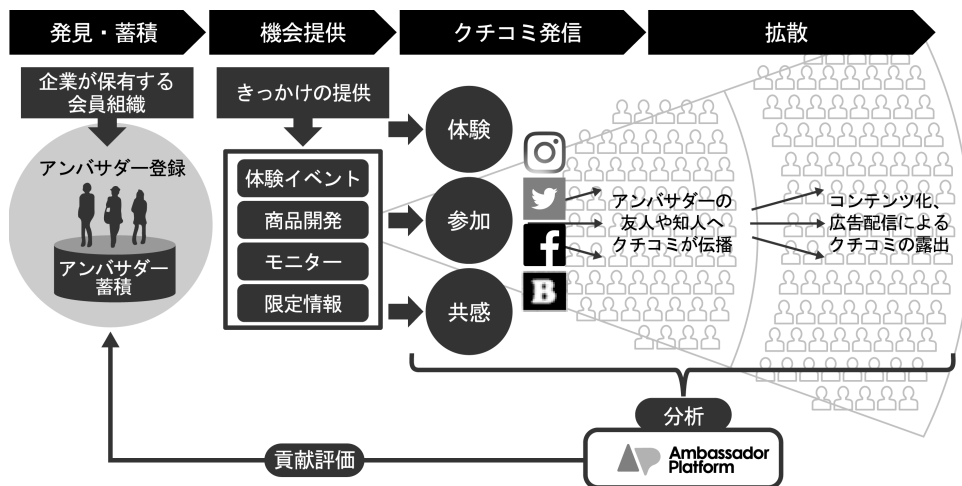 発見・蓄積
機会提供
クチコミ発信
拡散
企業が保有する
会員組織
アンバサダー登録
アンバサダー
蓄積
きっかけの提供
体験イベント
商品開発
モニター
限定情報
体験
参加
共感
B
アンバサダーの
友人や知人へ
クチコミが伝播
コンテンツ化、
広告配信による
クチコミの露出
分析
Ambassador
Platform
貢献評価